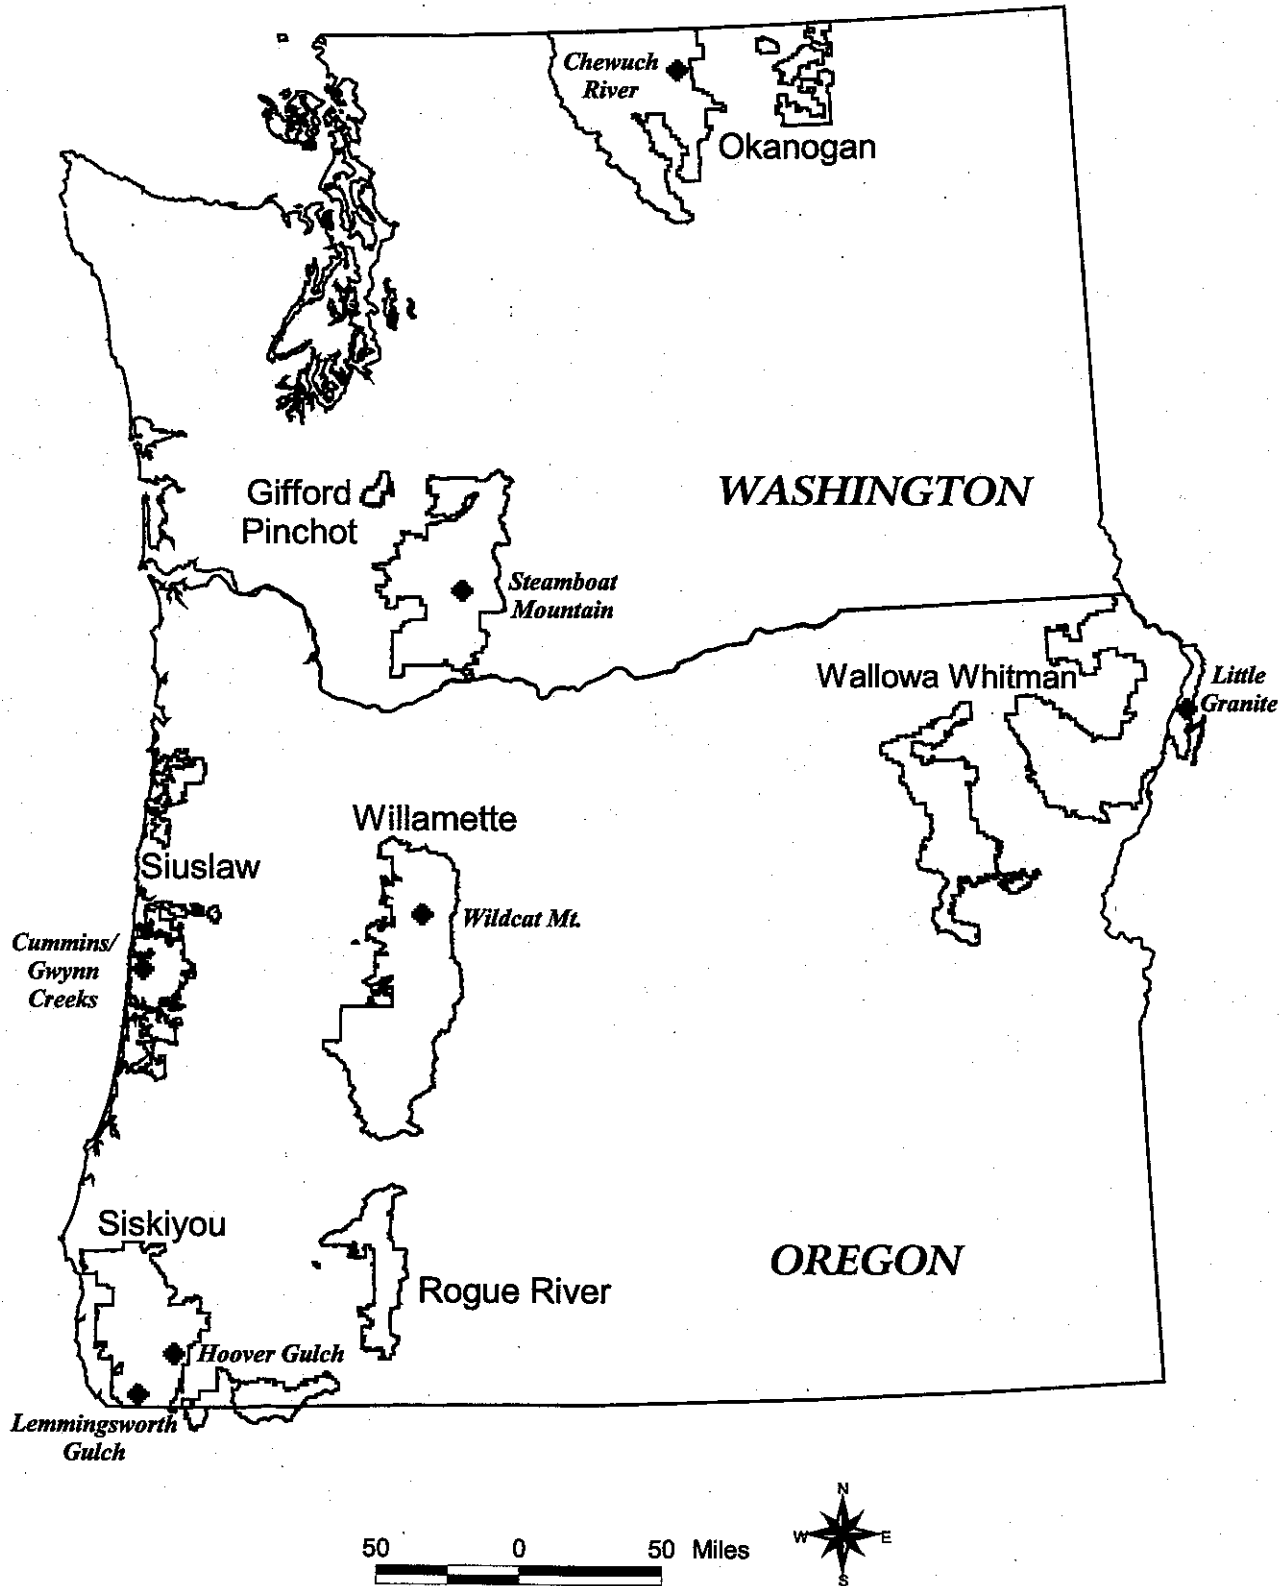 Chewuch
River
Okanogan
Gifford
Pinchot
WASHINGTON
Steamboat
Mountain
Wallowa Whitman
Little
Granite
Willamette
Siuslaw
Wildcat Mt.
Cummins/
Gwynn
Creeks
Siskiyou
OREGON
Rogue River
Hoover Gulch
Lemmingsworth
Gulch
N
W E
S
50 0 50 Miles